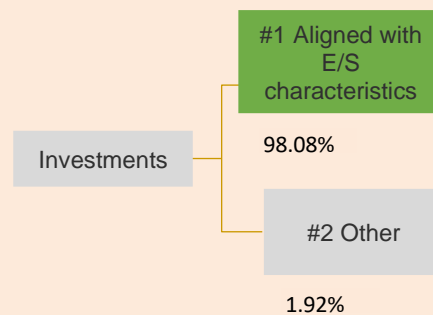 #1 Aligned with
E/S
characteristics
98.08%
Investments
#2 Other
1.92%